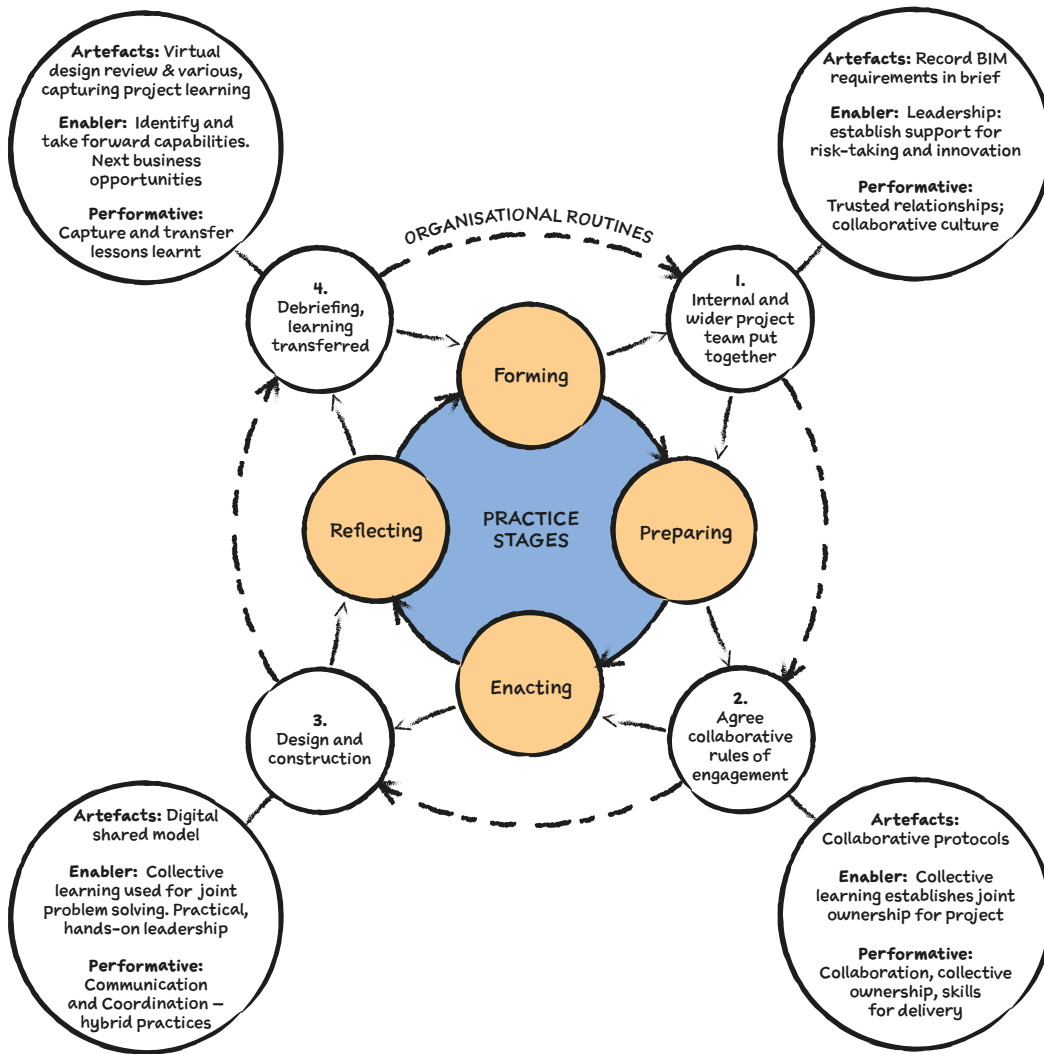 Artefacts: Virtual
design review & various,
capturing project learning
Enabler: Identify and
take forward capabilities.
Next business
opportunities
Performative:
Capture and transfer
lessons learnt
Artefacts: Record BIM
requirements in brief
Enabler: Leadership:
establish support for
risk-taking and innovation
Performative:
Trusted relationships;
collaborative culture
ORGANISATIONAL ROUTINES
4.
Debriefing,
learning
transferred
1.
Internal and
wider project
team put
together
Forming
Reflecting
PRACTICE
STAGES
Preparing
Enacting
3.
Design and
construction
2.
Agree
collaborative
rules of
engagement
Artefacts: Digital
shared model
Enabler: Collective
learning used for joint
problem solving. Practical,
hands-on leadership
Performative:
Communication
and Coordination –
hybrid practices
Artefacts:
Collaborative protocols
Enabler: Collective
learning establishes joint
ownership for project
Performative:
Collaboration, collective
ownership, skills
for delivery